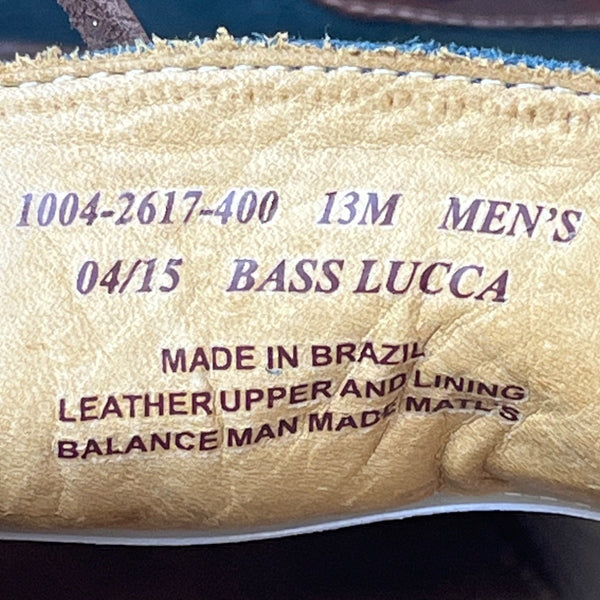 1004-2617-400 13M MEN'S
04/15 BASS LUCCA
MADE IN BRAZIL
LEATHER UPPER AND LINING
BALANCE MAN MADE MATL'S